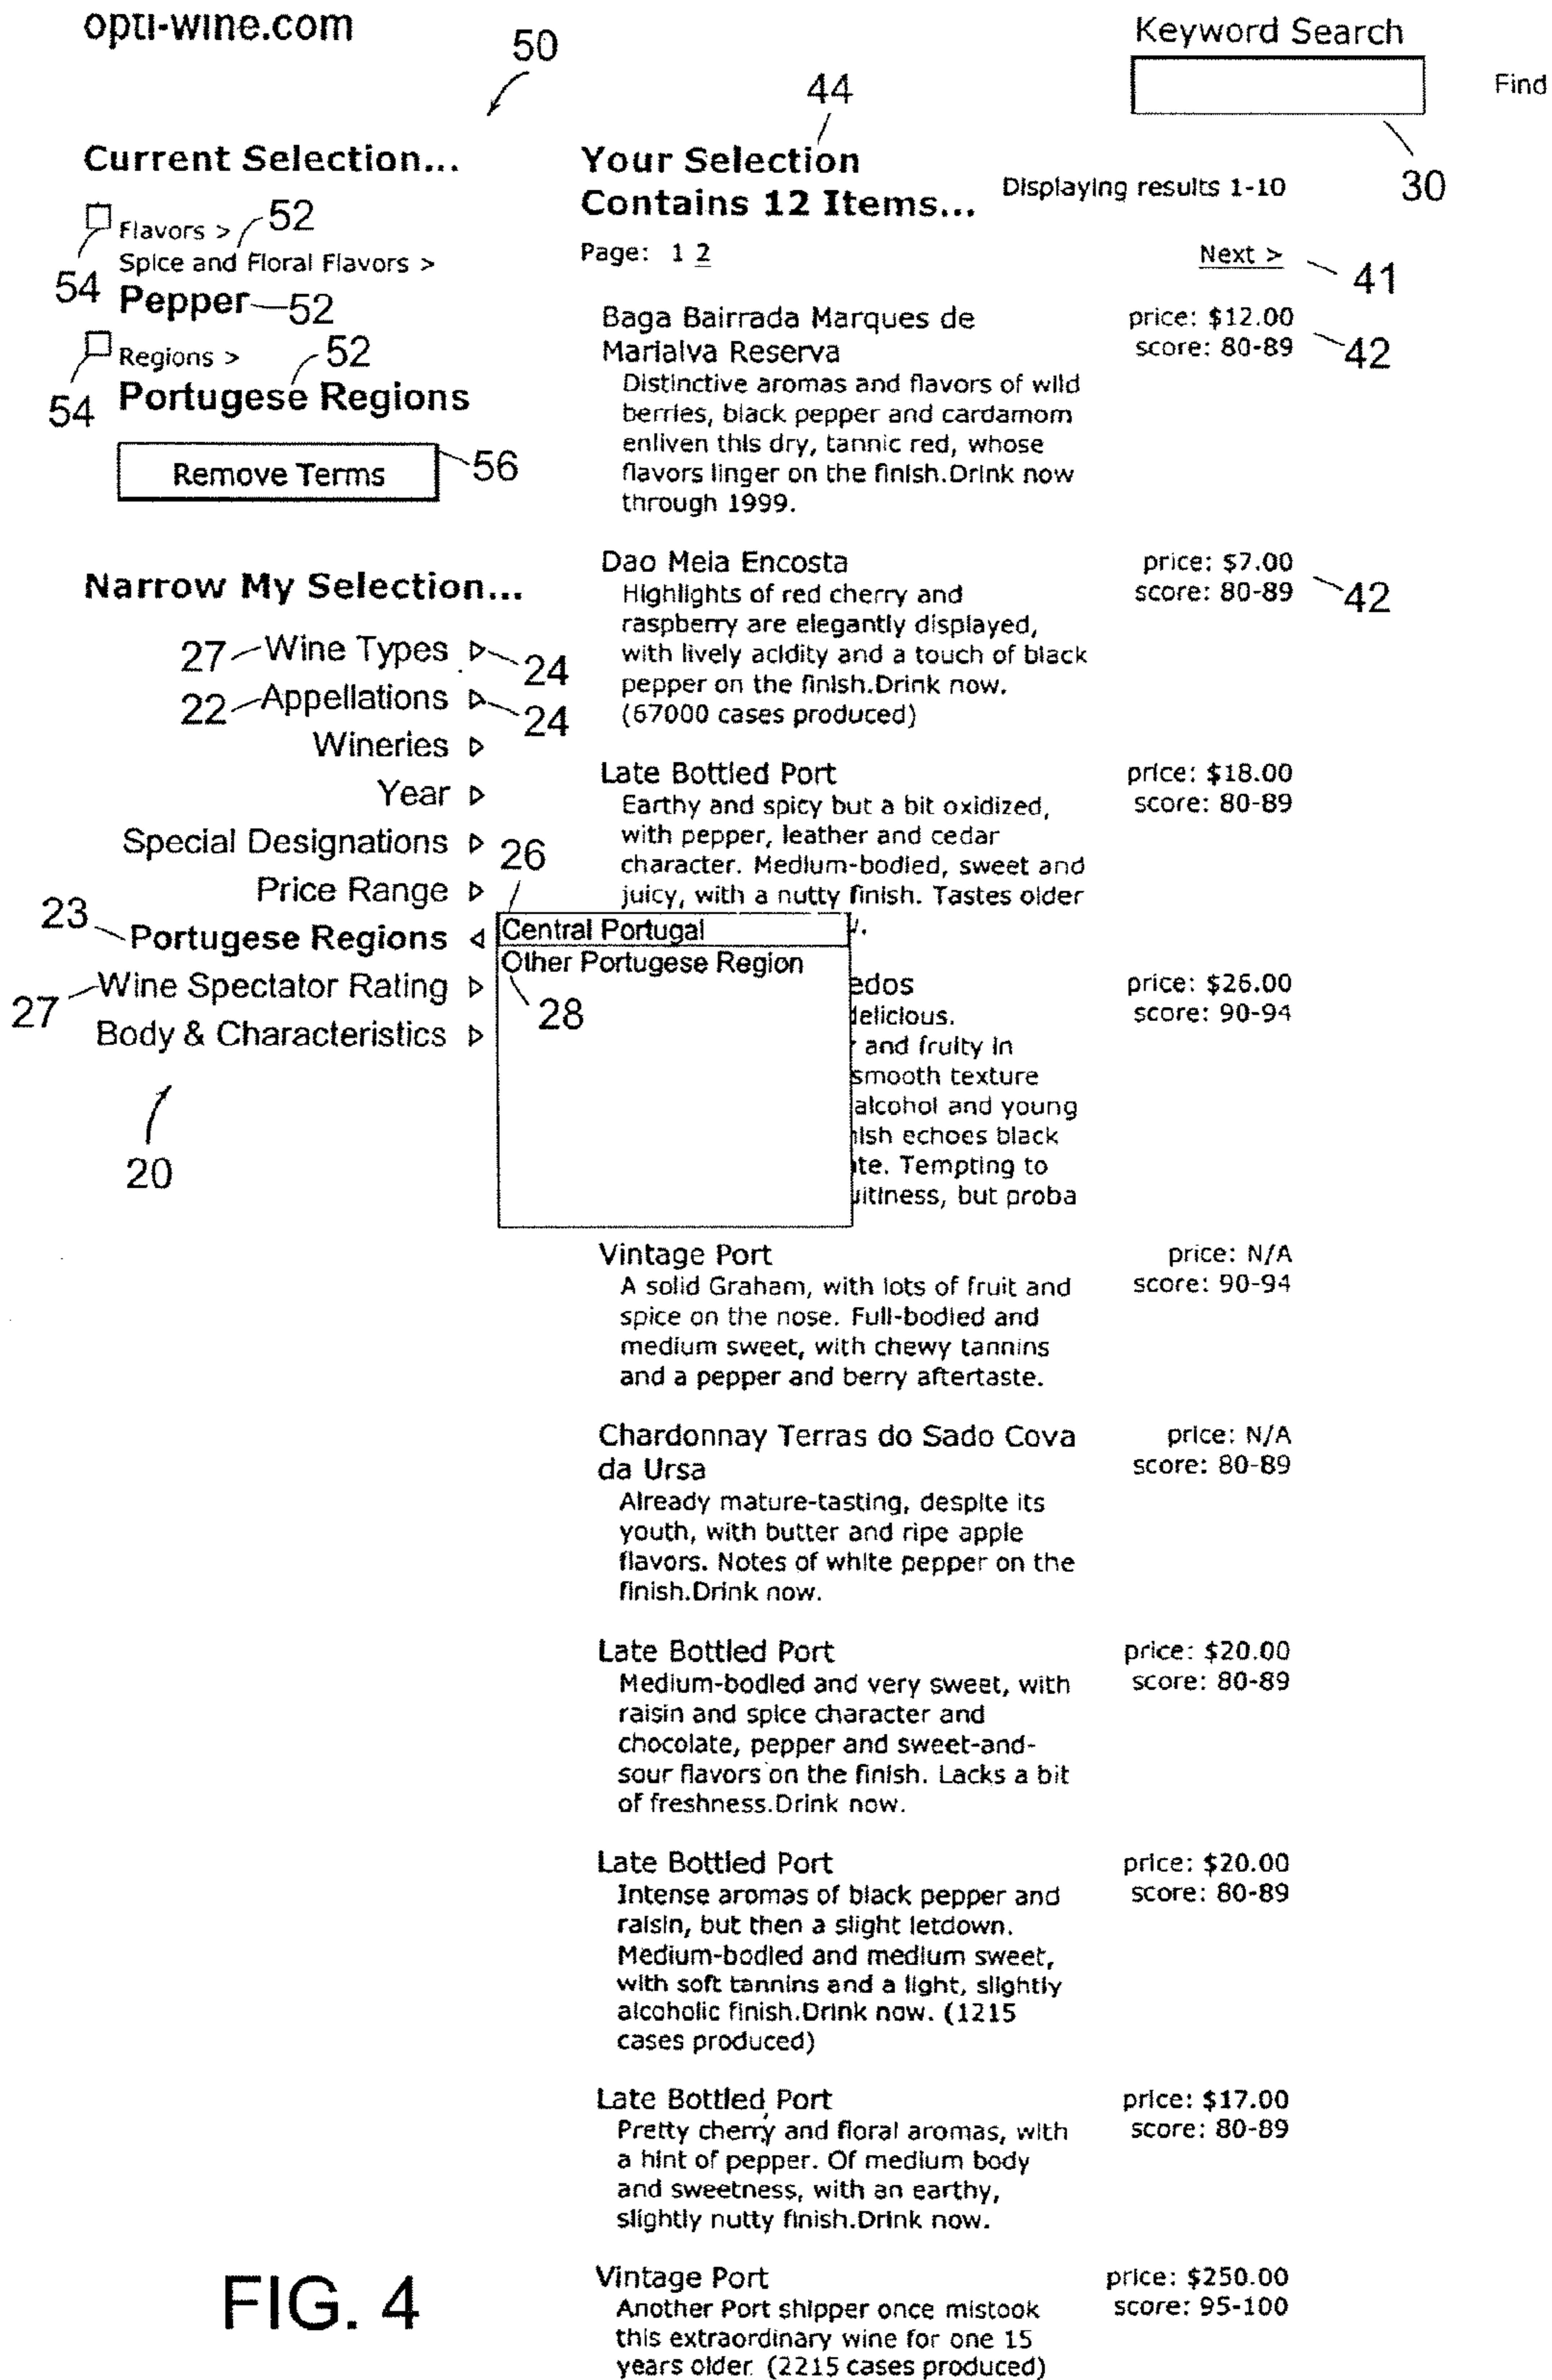 opti-wine.com
50
Keyword Search
Find
30
Current Selection...
Flavors >
52
Spice and Floral Flavors >
54
Pepper
52
Regions >
52
54
Portugese Regions
Remove Terms
56
Narrow My Selection...
27
Wine Types
24
22
Appellations
24
Wineries
Year
Special Designations
26
Price Range
23
Portugese Regions
27
Wine Spectator Rating
Body & Characteristics
20
Central Portugal
Other Portugese Region
28
44
Your Selection
Contains 12 Items...
Displaying results 1-10
Page: 1 2
Next >
41
Baga Bairrada Marques de
Marialva Reserva
price: $12.00
score: 80-89
42
Distinctive aromas and flavors of wild
berries, black pepper and cardamom
enliven this dry, tannic red, whose
flavors linger on the finish.Drink now
through 1999.
Dao Meia Encosta
price: $7.00
score: 80-89
42
Highlights of red cherry and
raspberry are elegantly displayed,
with lively acidity and a touch of black
pepper on the finish.Drink now.
(67000 cases produced)
Late Bottled Port
price: $18.00
score: 80-89
Earthy and spicy but a bit oxidized,
with pepper, leather and cedar
character. Medium-bodied, sweet and
juicy, with a nutty finish. Tastes older
edos
price: $26.00
score: 90-94
delicious.
and fruity in
smooth texture
alcohol and young
echoes black
Tempting to
but proba
Vintage Port
price: N/A
score: 90-94
A solid Graham, with lots of fruit and
spice on the nose. Full-bodied and
medium sweet, with chewy tannins
and a pepper and berry aftertaste.
Chardonnay Terras do Sado Cova
da Ursa
price: N/A
score: 80-89
Already mature-tasting, despite its
youth, with butter and ripe apple
flavors. Notes of white pepper on the
finish.Drink now.
Late Bottled Port
price: $20.00
score: 80-89
Medium-bodied and very sweet, with
raisin and spice character and
chocolate, pepper and sweet-and-
sour flavors on the finish. Lacks a bit
of freshness.Drink now.
Late Bottled Port
price: $20.00
score: 80-89
Intense aromas of black pepper and
raisin, but then a slight letdown.
Medium-bodied and medium sweet,
with soft tannins and a light, slightly
alcoholic finish.Drink now. (1215
cases produced)
Late Bottled Port
price: $17.00
score: 80-89
Pretty cherry and floral aromas, with
a hint of pepper. Of medium body
and sweetness, with an earthy,
slightly nutty finish.Drink now.
Vintage Port
price: $250.00
score: 95-100
Another Port shipper once mistook
this extraordinary wine for one 15
years older. (2215 cases produced)
FIG. 4